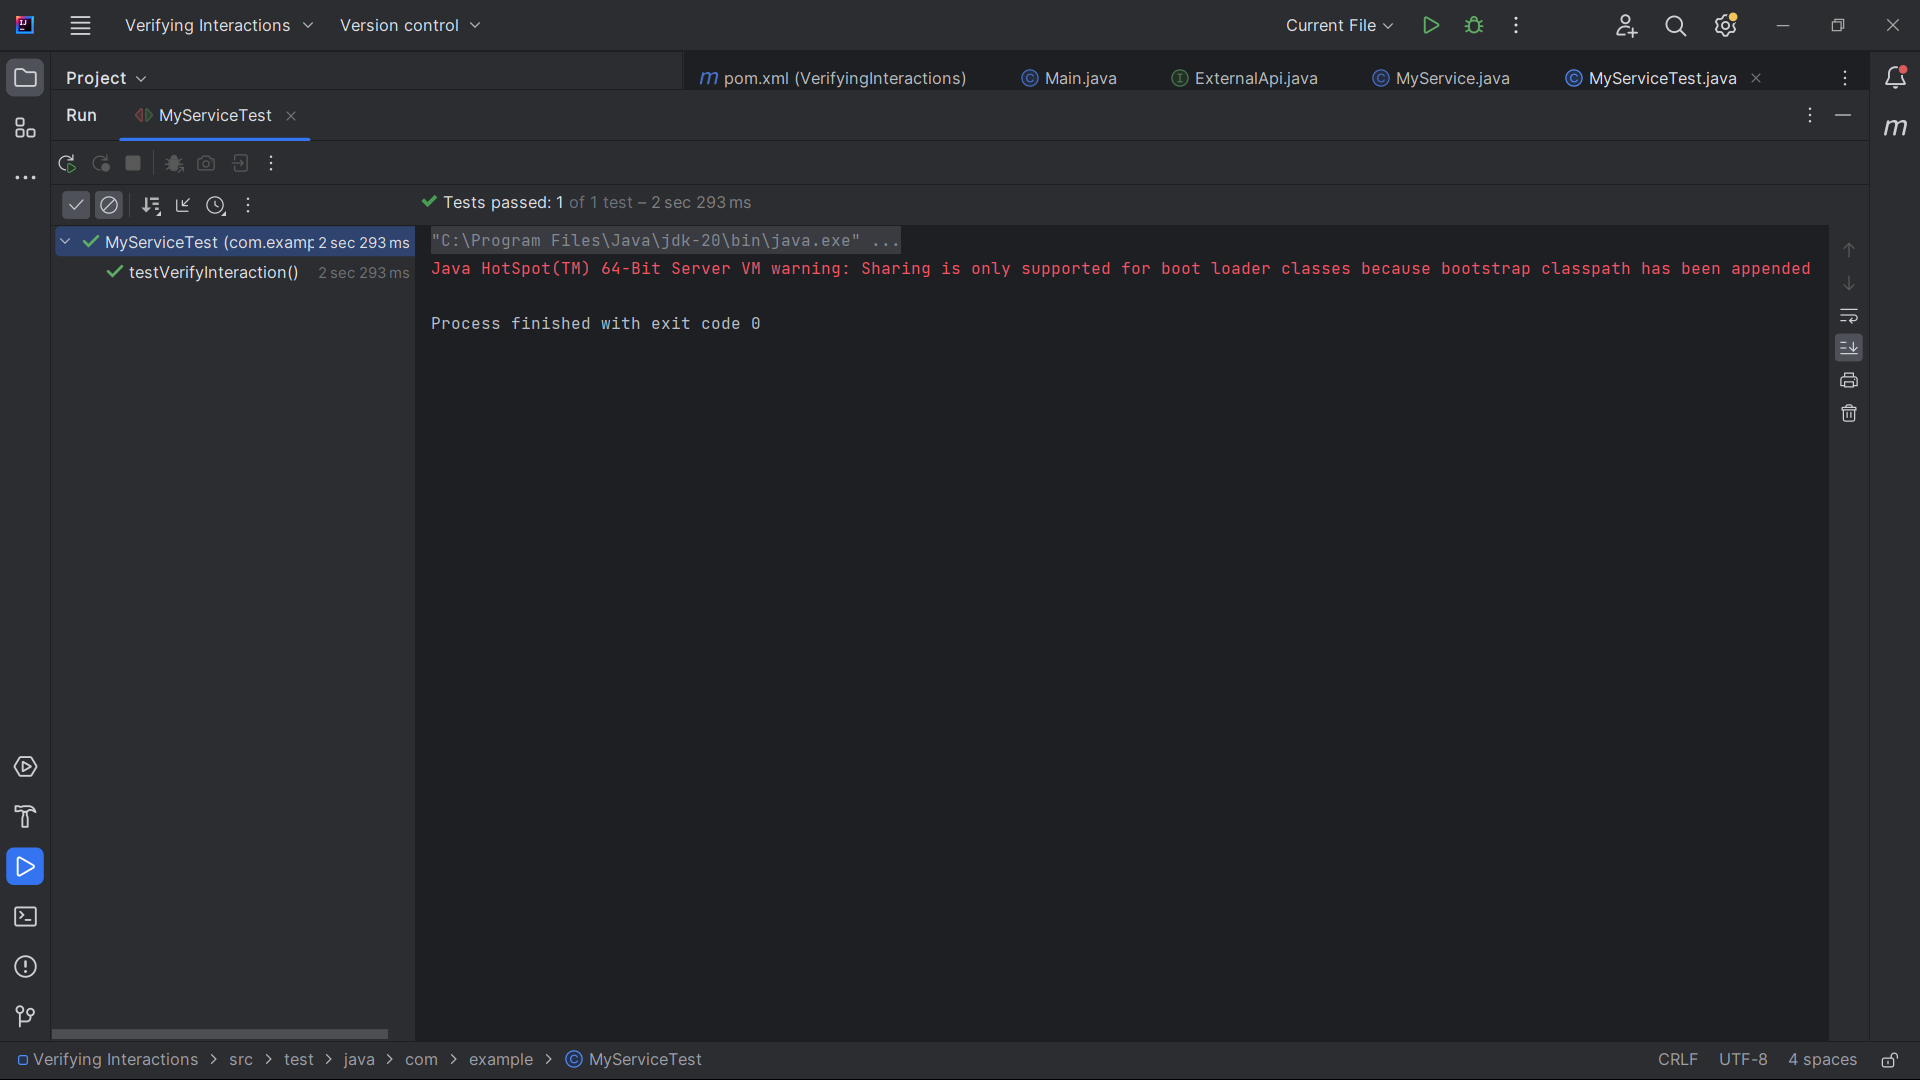 Verifying Interactions Version control Current File
Project
m pom.xml (VerifyingInteractions) Main.java ExternalApi.java MyService.java MyServiceTest.java
Run MyServiceTest
m
Tests passed: 1 of 1 test – 2 sec 293 ms
MyServiceTest (com.examp 2 sec 293 ms
testVerifyInteraction() 2 sec 293 ms
"C:\Program Files\Java\jdk-20\bin\java.exe" ...
Java HotSpot(TM) 64-Bit Server VM warning: Sharing is only supported for boot loader classes because bootstrap classpath has been appended
Process finished with exit code 0
Verifying Interactions > src > test > java > com > example > MyServiceTest
CRLF UTF-8 4 spaces